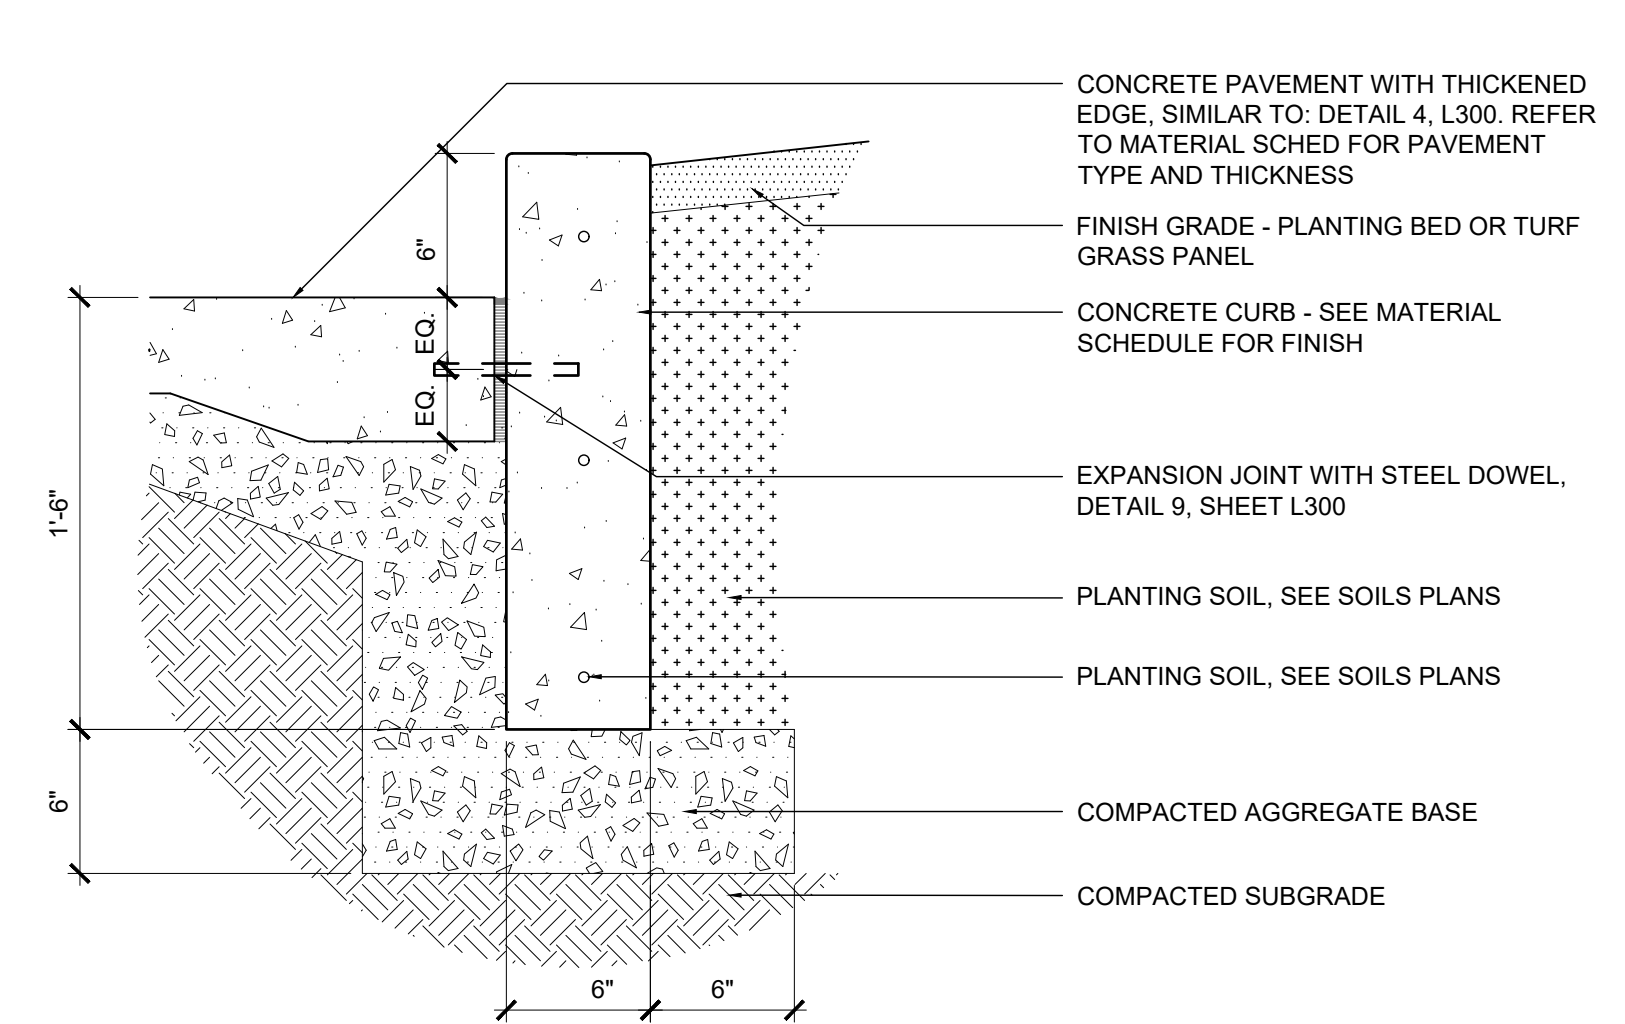 CONCRETE PAVEMENT WITH THICKENED
EDGE, SIMILAR TO: DETAIL 4, L300. REFER
TO MATERIAL SCHED FOR PAVEMENT
TYPE AND THICKNESS
FINISH GRADE - PLANTING BED OR TURF
GRASS PANEL
CONCRETE CURB - SEE MATERIAL
SCHEDULE FOR FINISH
EXPANSION JOINT WITH STEEL DOWEL,
DETAIL 9, SHEET L300
PLANTING SOIL, SEE SOILS PLANS
PLANTING SOIL, SEE SOILS PLANS
COMPACTED AGGREGATE BASE
COMPACTED SUBGRADE
6"
EQ.
EQ.
1'-6"
6"
6"
6"